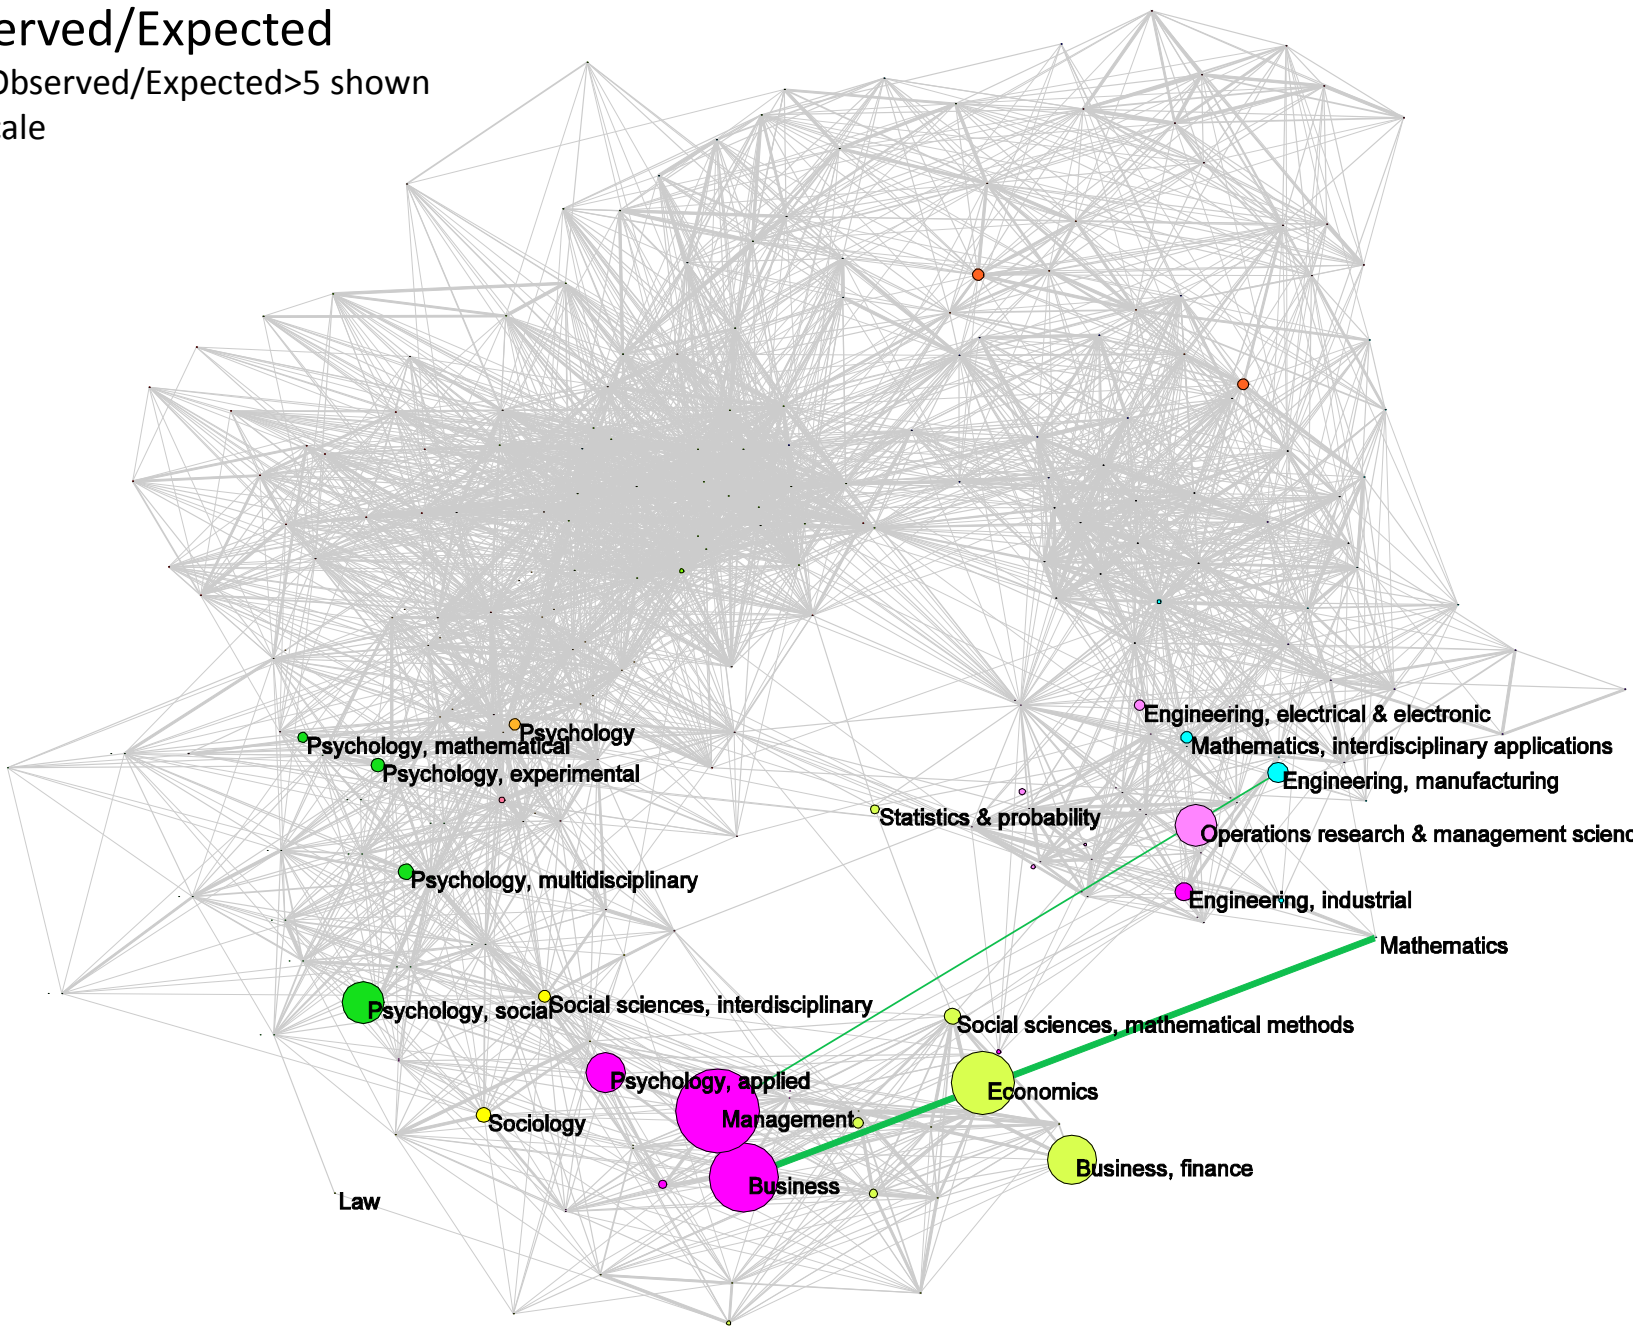 erved/Expected
Observed/Expected>5 shown
cale
Engineering, electrical & electronic
Psychology
Psychology, mathematical
Mathematics, interdisciplinary applications
Psychology, experimental
Engineering, manufacturing
Statistics & probability
Operations research & management scienc
Psychology, multidisciplinary
Engineering, industrial
Mathematics
Social sciences, interdisciplinary
Psychology, social
Social sciences, mathematical methods
Psychology, applied
Economics
Management
Sociology
Business, finance
Business
Law